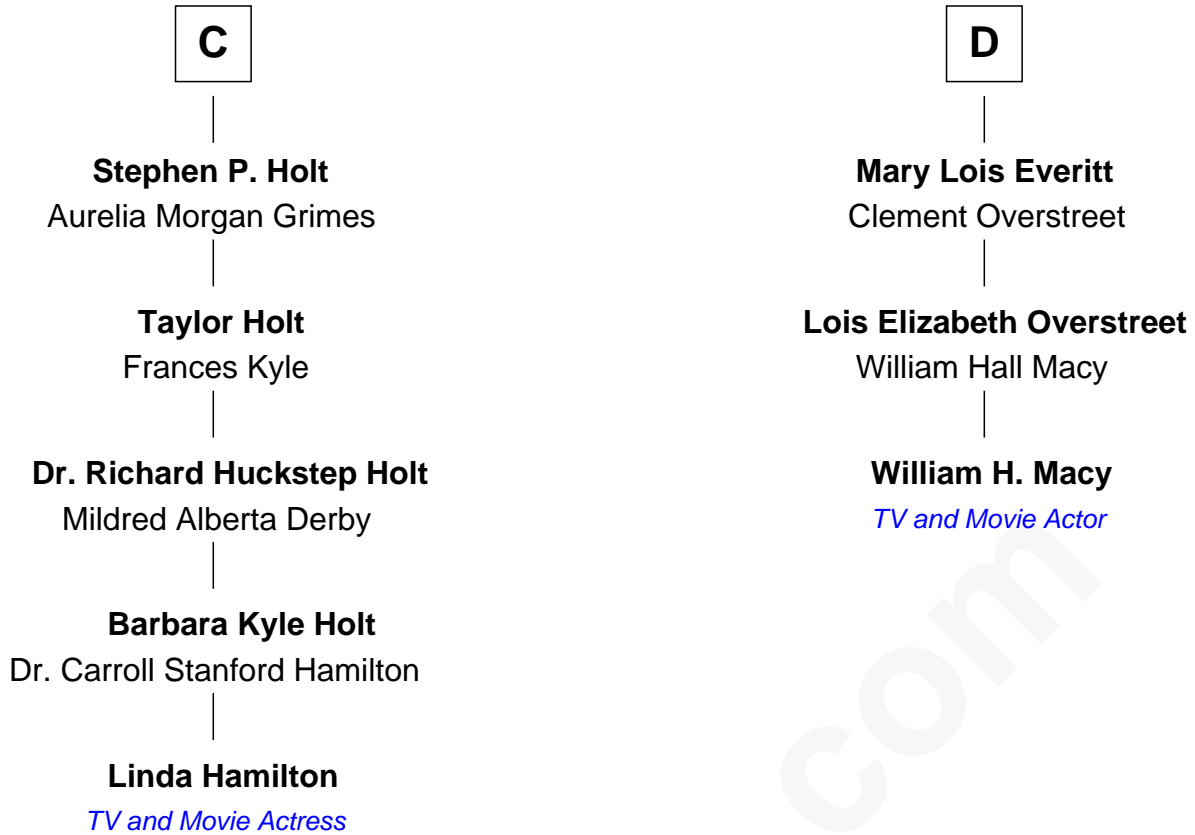 C
Stephen P. Holt
Aurelia Morgan Grimes
Taylor Holt
Frances Kyle
Dr. Richard Huckstep Holt
Mildred Alberta Derby
Barbara Kyle Holt
Dr. Carroll Stanford Hamilton
Linda Hamilton
TV and Movie Actress
D
Mary Lois Everitt
Clement Overstreet
Lois Elizabeth Overstreet
William Hall Macy
William H. Macy
TV and Movie Actor
com